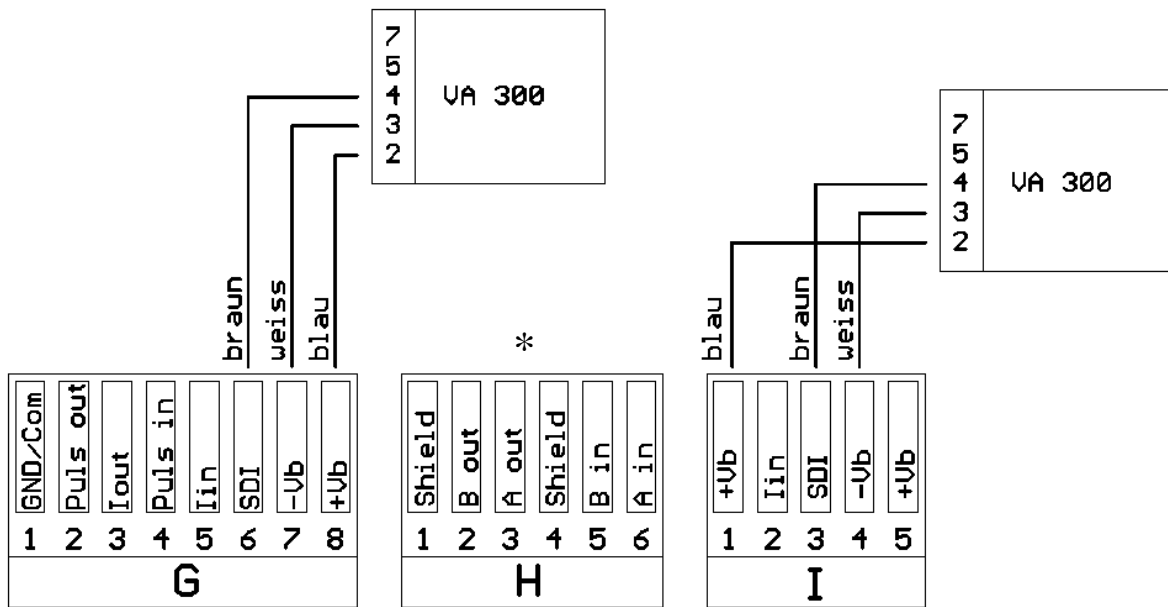 7
5
4
3
2
VA 300
7
5
4
3
2
VA 300
braun
weiss
blau
*
blau
braun
weiss
GND/Com
Puls out
Iout
Puls in
Iin
SDI
-Vb
+Vb
1 2 3 4 5 6 7 8
G
Shield
B out
A out
Shield
B in
A in
1 2 3 4 5 6
H
+Vb
Iin
SDI
-Vb
+Vb
1 2 3 4 5
I